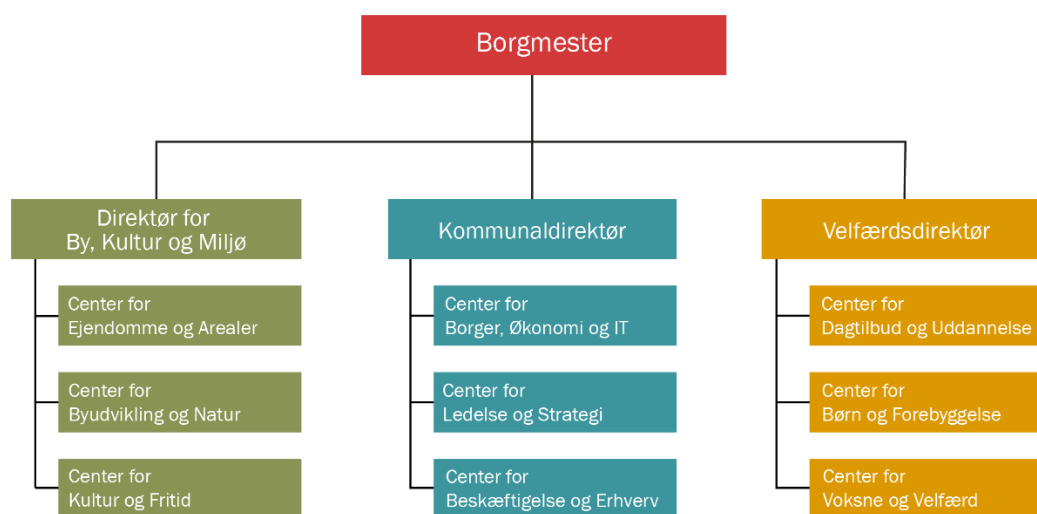 Borgmester
Direktør for
By, Kultur og Miljø
Center for
Ejendomme og Arealer
Center for
Byudvikling og Natur
Center for
Kultur og Fritid
Kommunaldirektør
Center for
Borger, Økonomi og IT
Center for
Ledelse og Strategi
Center for
Beskæftigelse og Erhverv
Velfærdsdirektør
Center for
Dagtilbud og Uddannelse
Center for
Børn og Forebyggelse
Center for
Voksne og Velfærd